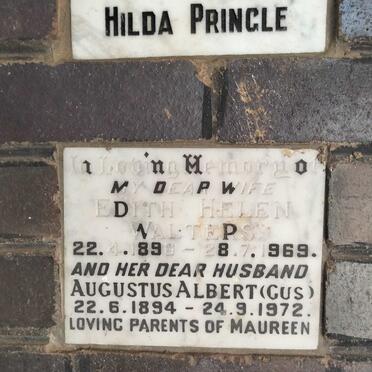 HILDA PRINGLE
In Loving Memory of
MY DEAR WIFE
EDITH HELEN
WALTERS
22. 4. 189 - 28. 7. 1969.
AND HER DEAR HUSBAND
AUGUSTUS ALBERT (GUS)
22.6.1894 - 24.9.1972.
LOVING PARENTS OF MAUREEN